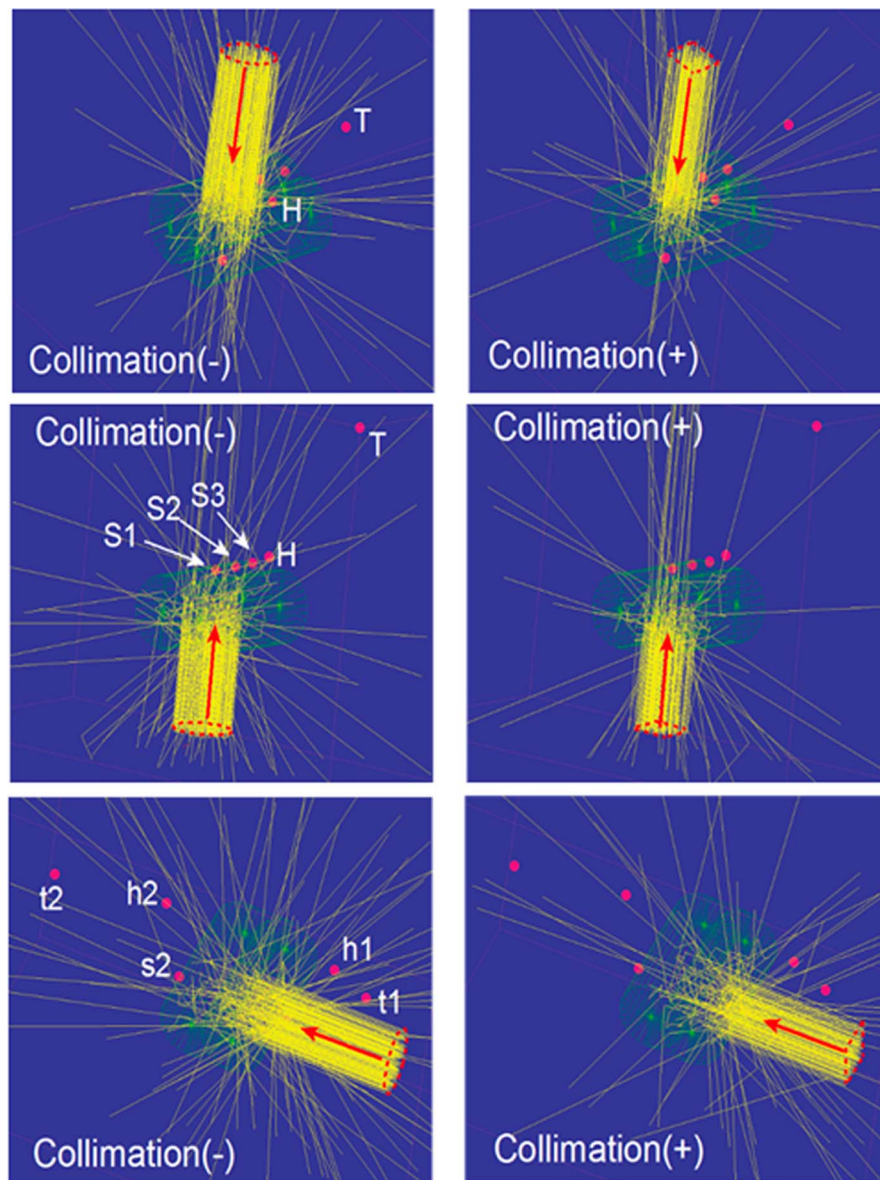 T
H
Collimation(-)
Collimation(+)
Collimation(-)
T
S3
S2
S1
H
Collimation(+)
t2
h2
s2
h1
t1
Collimation(-)
Collimation(+)